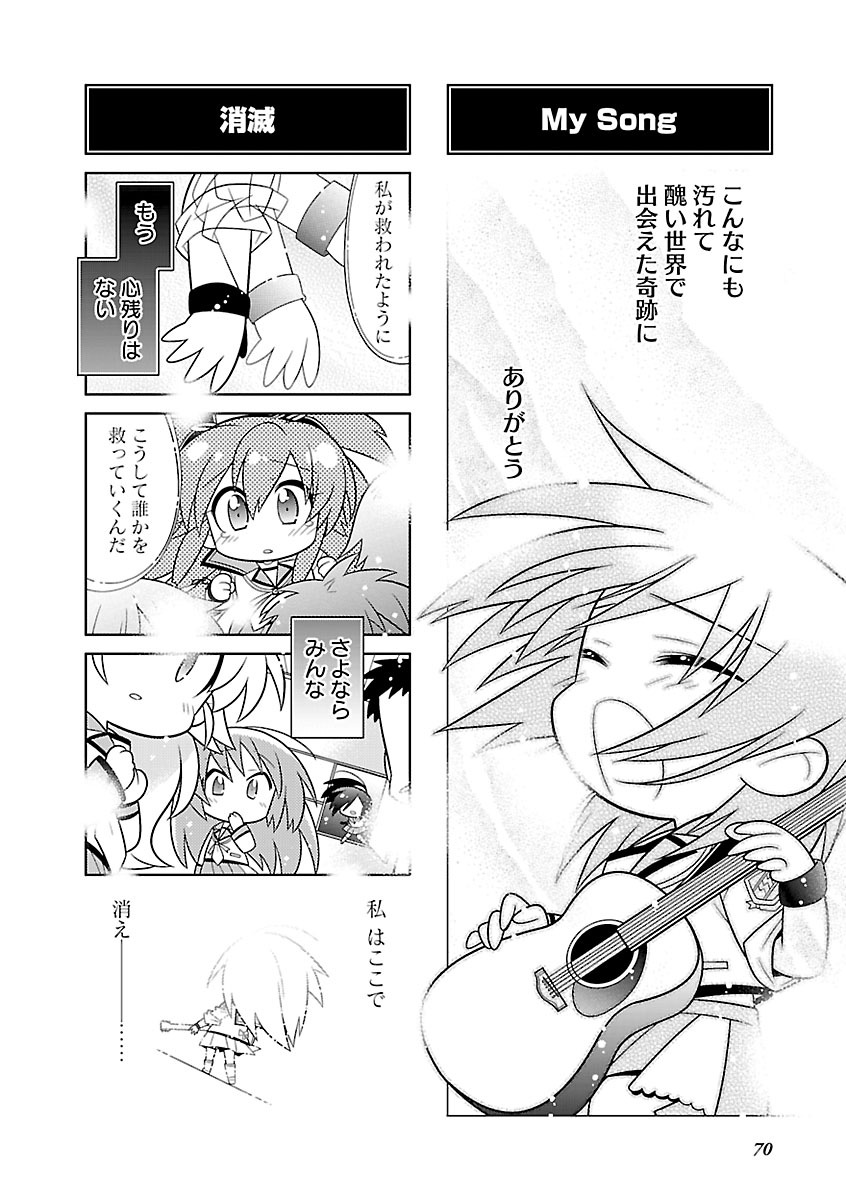 My Song
こんなにも
汚れて
醜い世界で
出会えた奇跡に
ありがとう
消滅
私が救われたように
もう
心残りは
ない
こうして誰かを
救っていくんだ
さよなら
みんな
私 はここで
消え――……
70